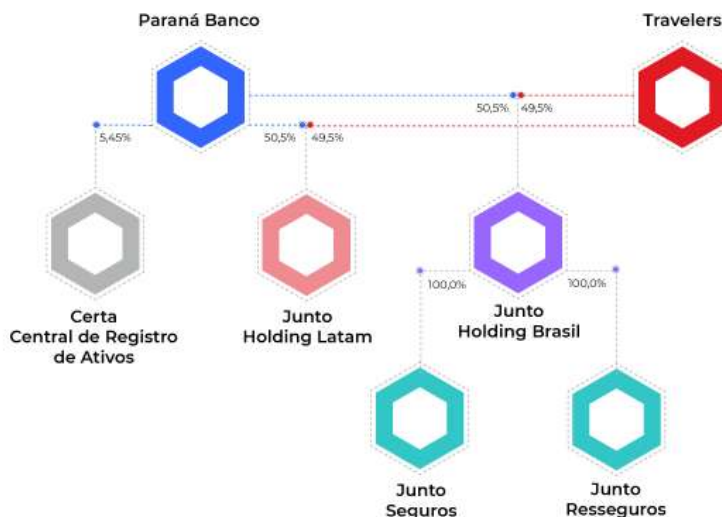 Paraná Banco
Travelers
50,5%
49,5%
5,45%
50,5%
49,5%
Certa
Central de Registro
de Ativos
Junto
Holding Latam
100,0%
100,0%
Junto
Holding Brasil
Junto
Seguros
Junto
Resseguros